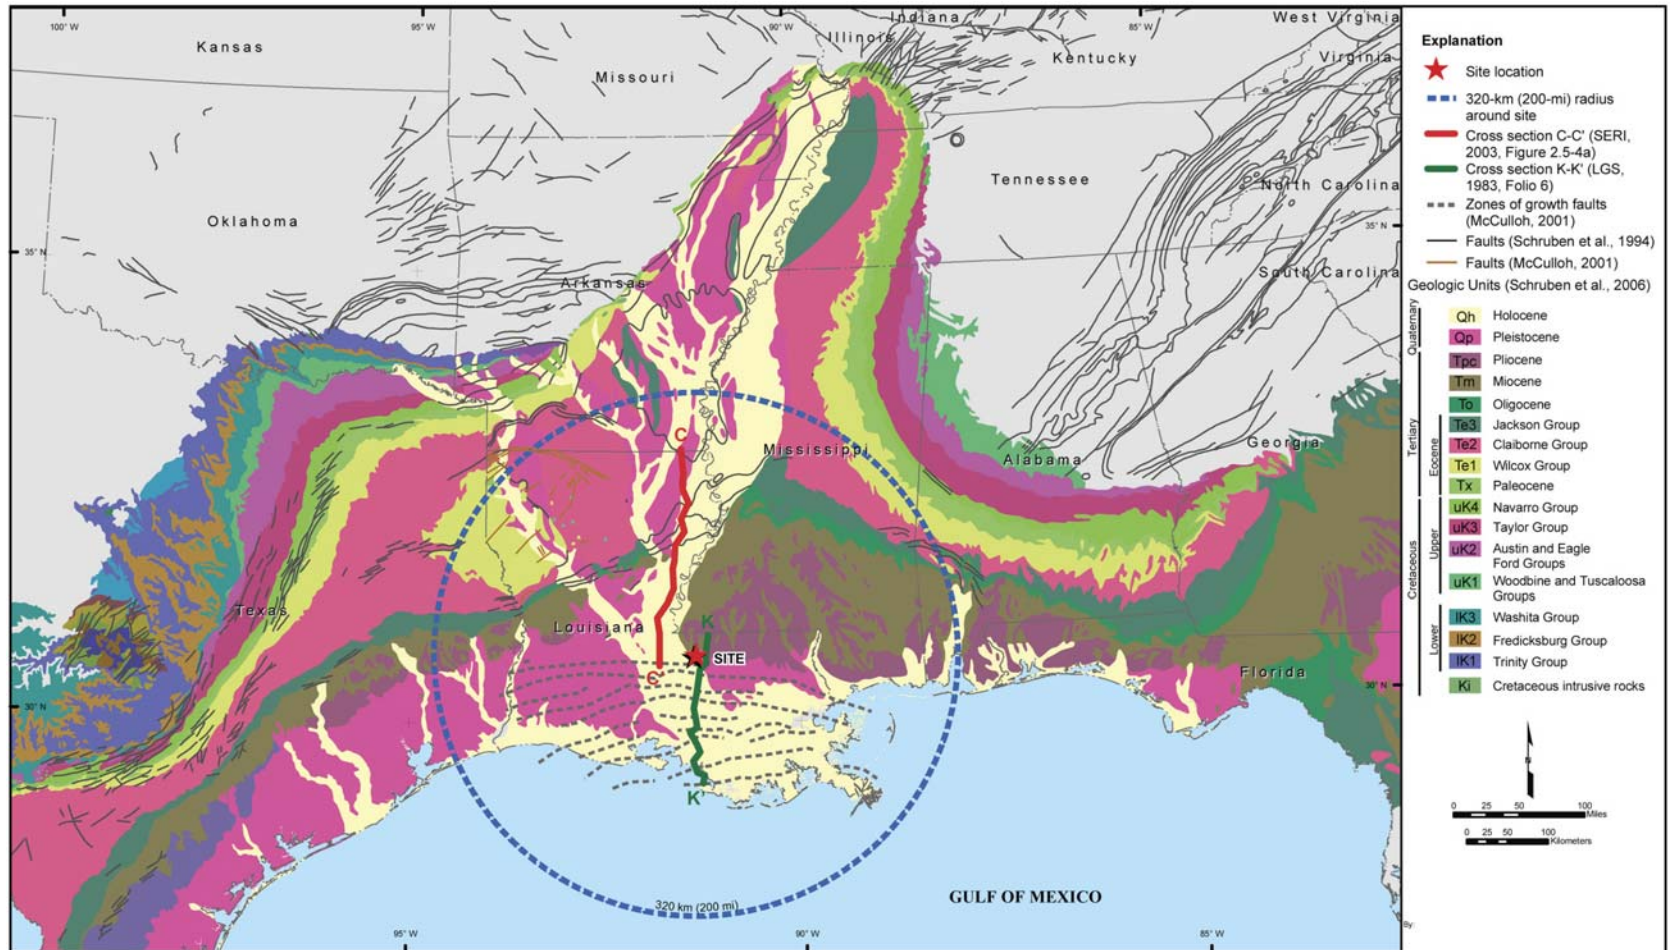 100° W
95° W
90° W
85° W
Indiana
West Virginia
Illinois
Kansas
Kentucky
Virginia
Missouri
Tennessee
North Carolina
Oklahoma
35° N
35° N
South Carolina
Arkansas
C
Mississippi
Georgia
Alabama
Texas
Louisiana
K
SITE
C'
Florida
30° N
30° N
K'
GULF OF MEXICO
320 km (200 mi)
95° W
90° W
85° W
Explanation
Site location
320-km (200-mi) radius
around site
Cross section C-C' (SERI,
2003, Figure 2.5-4a)
Cross section K-K' (LGS,
1983, Folio 6)
Zones of growth faults
(McCulloh, 2001)
Faults (Schruben et al., 1994)
Faults (McCulloh, 2001)
Geologic Units (Schruben et al., 2006)
Quaternary
Qh Holocene
Qp Pleistocene
Tertiary
Tpc Pliocene
Tm Miocene
To Oligocene
Eocene
Te3 Jackson Group
Te2 Claiborne Group
Te1 Wilcox Group
Tx Paleocene
Cretaceous
Upper
uK4 Navarro Group
uK3 Taylor Group
uK2 Austin and Eagle
Ford Groups
uK1 Woodbine and Tuscaloosa
Groups
Lower
lK3 Washita Group
lK2 Fredicksburg Group
lK1 Trinity Group
Ki Cretaceous intrusive rocks
N
0 25 50 100
Miles
0 25 50 100
Kilometers
By: